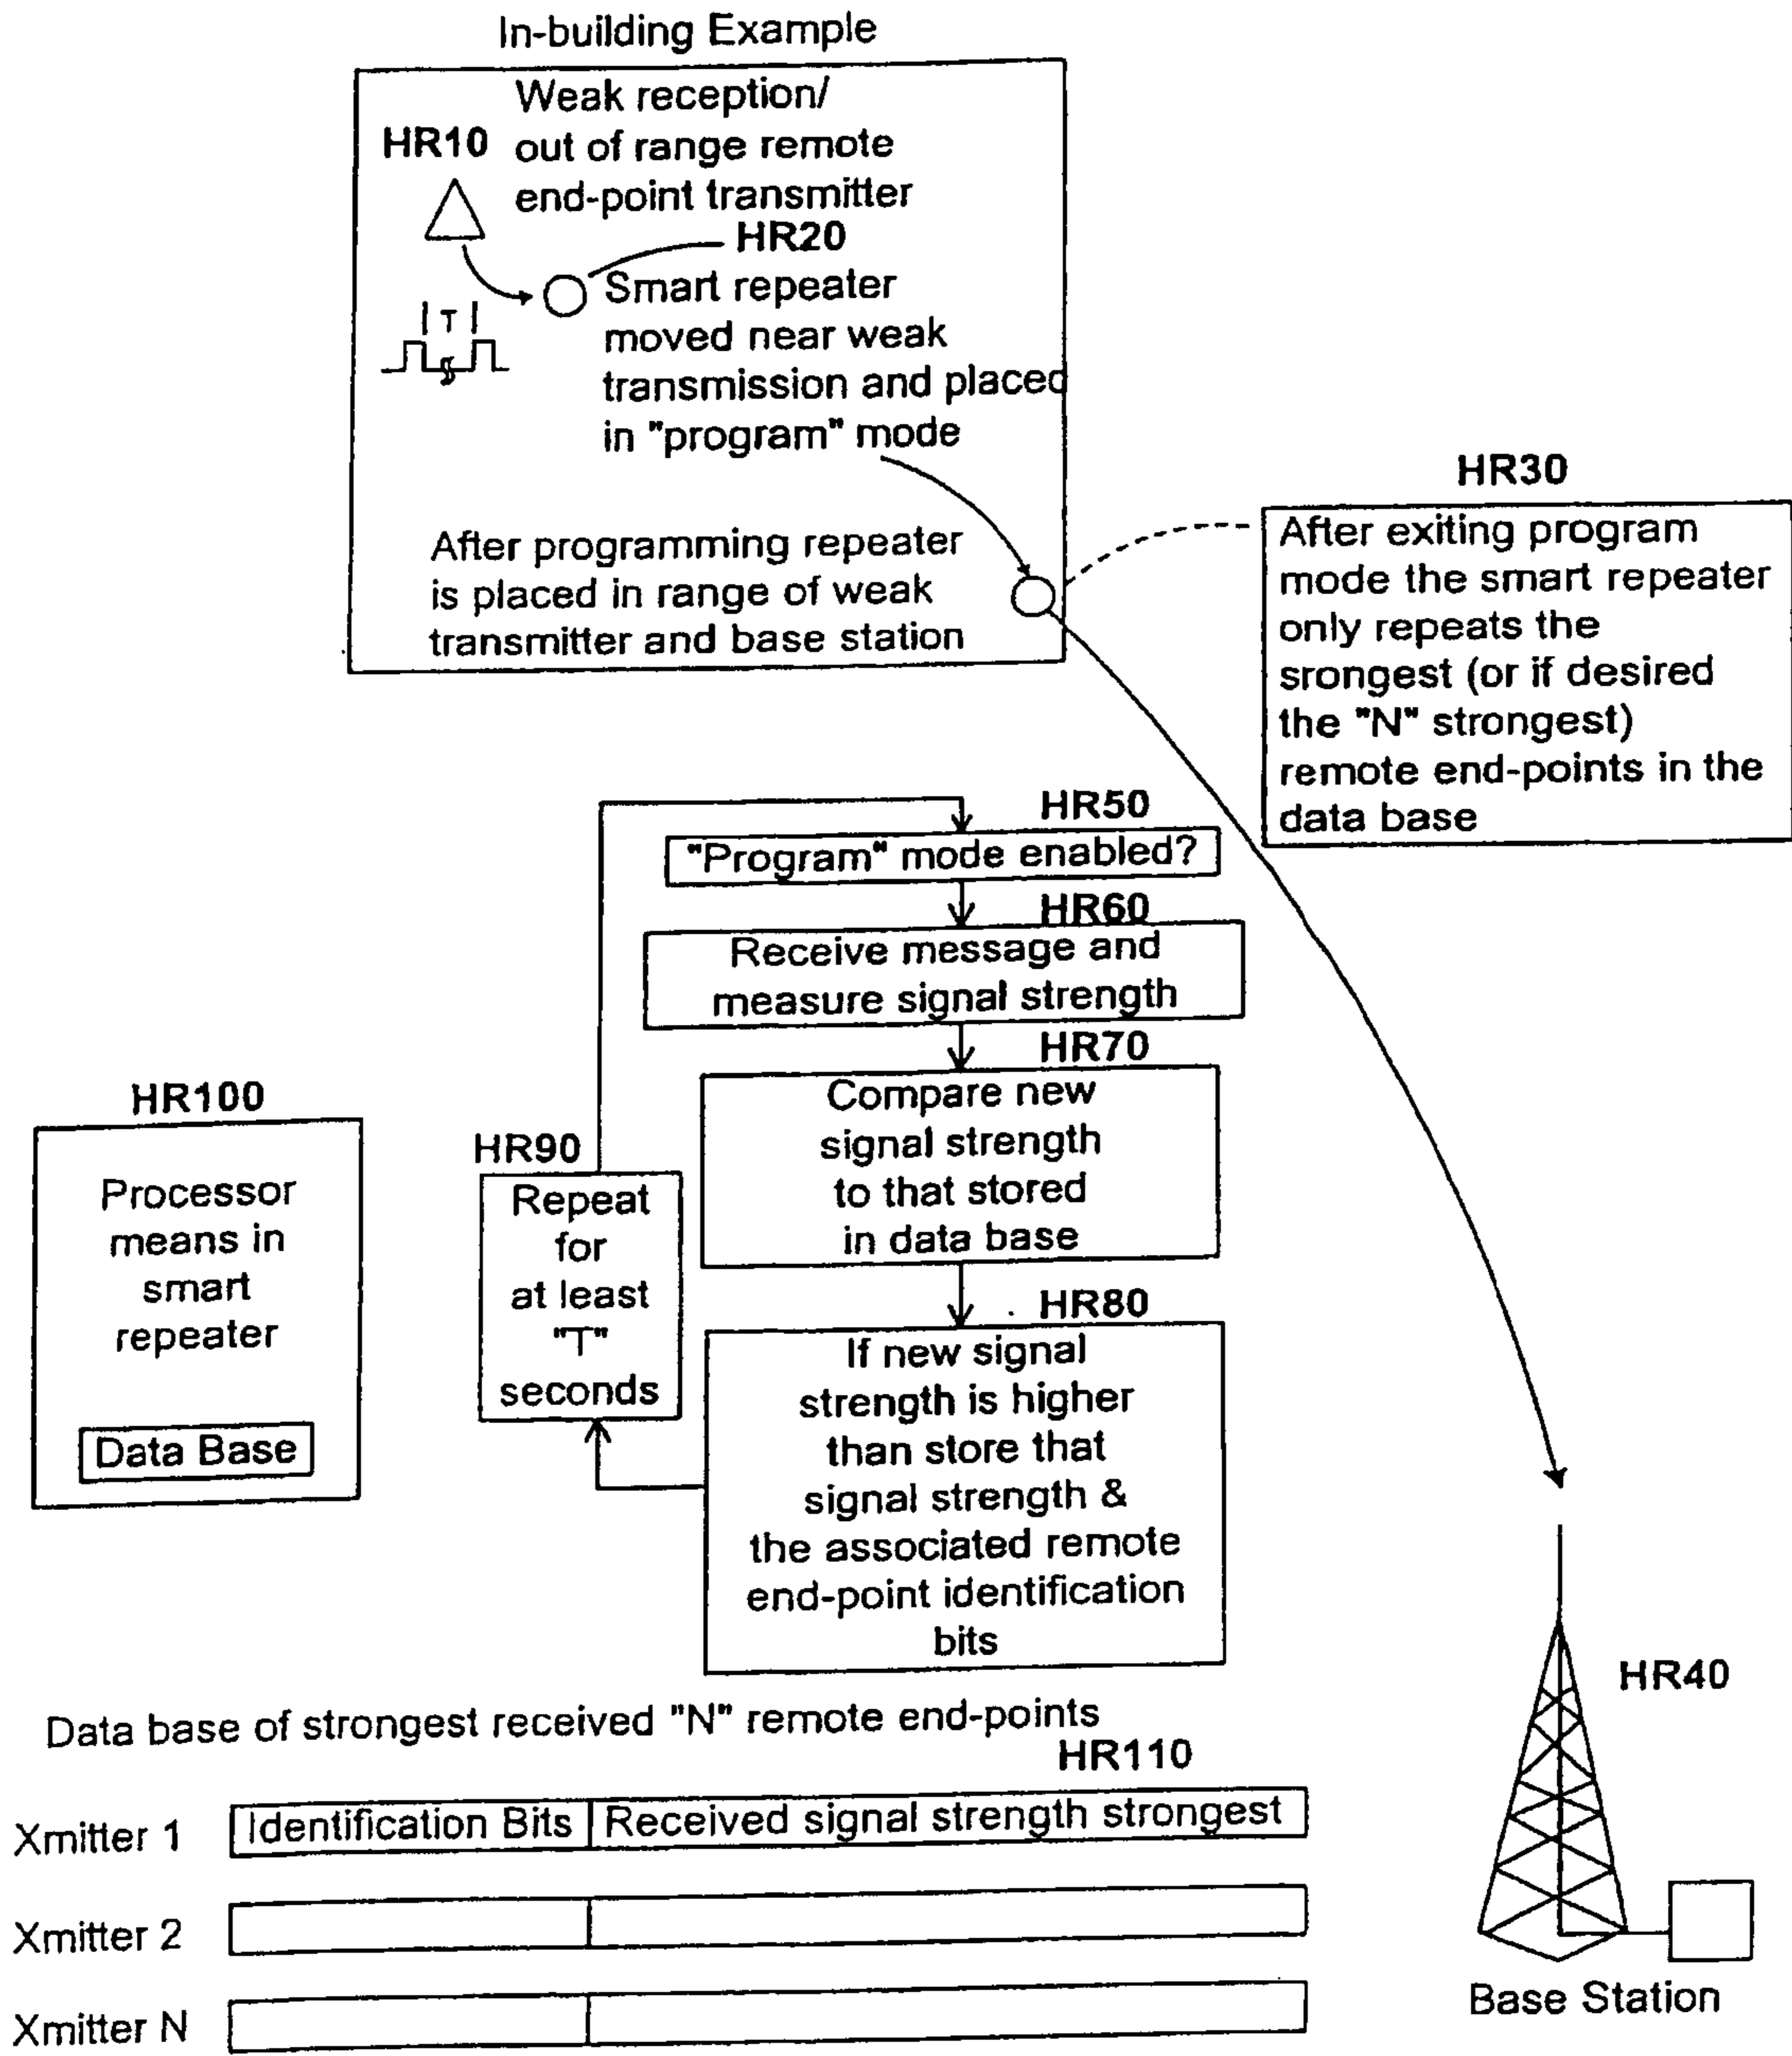 In-building Example
Weak reception/
HR10 out of range remote
end-point transmitter
HR20
Smart repeater
| T |
moved near weak
transmission and placed
in "program" mode
After programming repeater
is placed in range of weak
transmitter and base station
HR30
After exiting program
mode the smart repeater
only repeats the
srongest (or if desired
the "N" strongest)
remote end-points in the
data base
HR50
"Program" mode enabled?
HR60
Receive message and
measure signal strength
HR70
Compare new
signal strength
to that stored
in data base
HR80
If new signal
strength is higher
than store that
signal strength &
the associated remote
end-point identification
bits
HR90
Repeat
for
at least
"T"
seconds
HR100
Processor
means in
smart
repeater
Data Base
HR40
Base Station
Data base of strongest received "N" remote end-points
HR110
Xmitter 1 Identification Bits Received signal strength strongest
Xmitter 2
Xmitter N